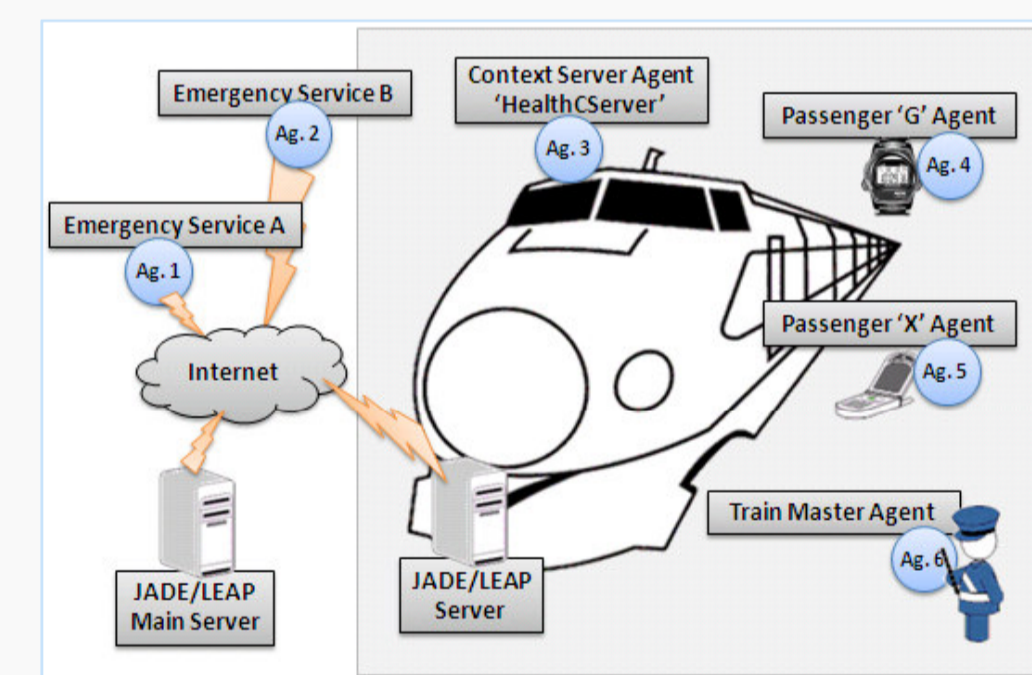 Emergency Service B
Ag. 2
Context Server Agent
‘HealthCServer’
Ag. 3
Passenger ‘G’ Agent
Ag. 4
Emergency Service A
Ag. 1
Internet
Passenger ‘X’ Agent
Ag. 5
Train Master Agent
Ag. 6
JADE/LEAP
Main Server
JADE/LEAP
Server